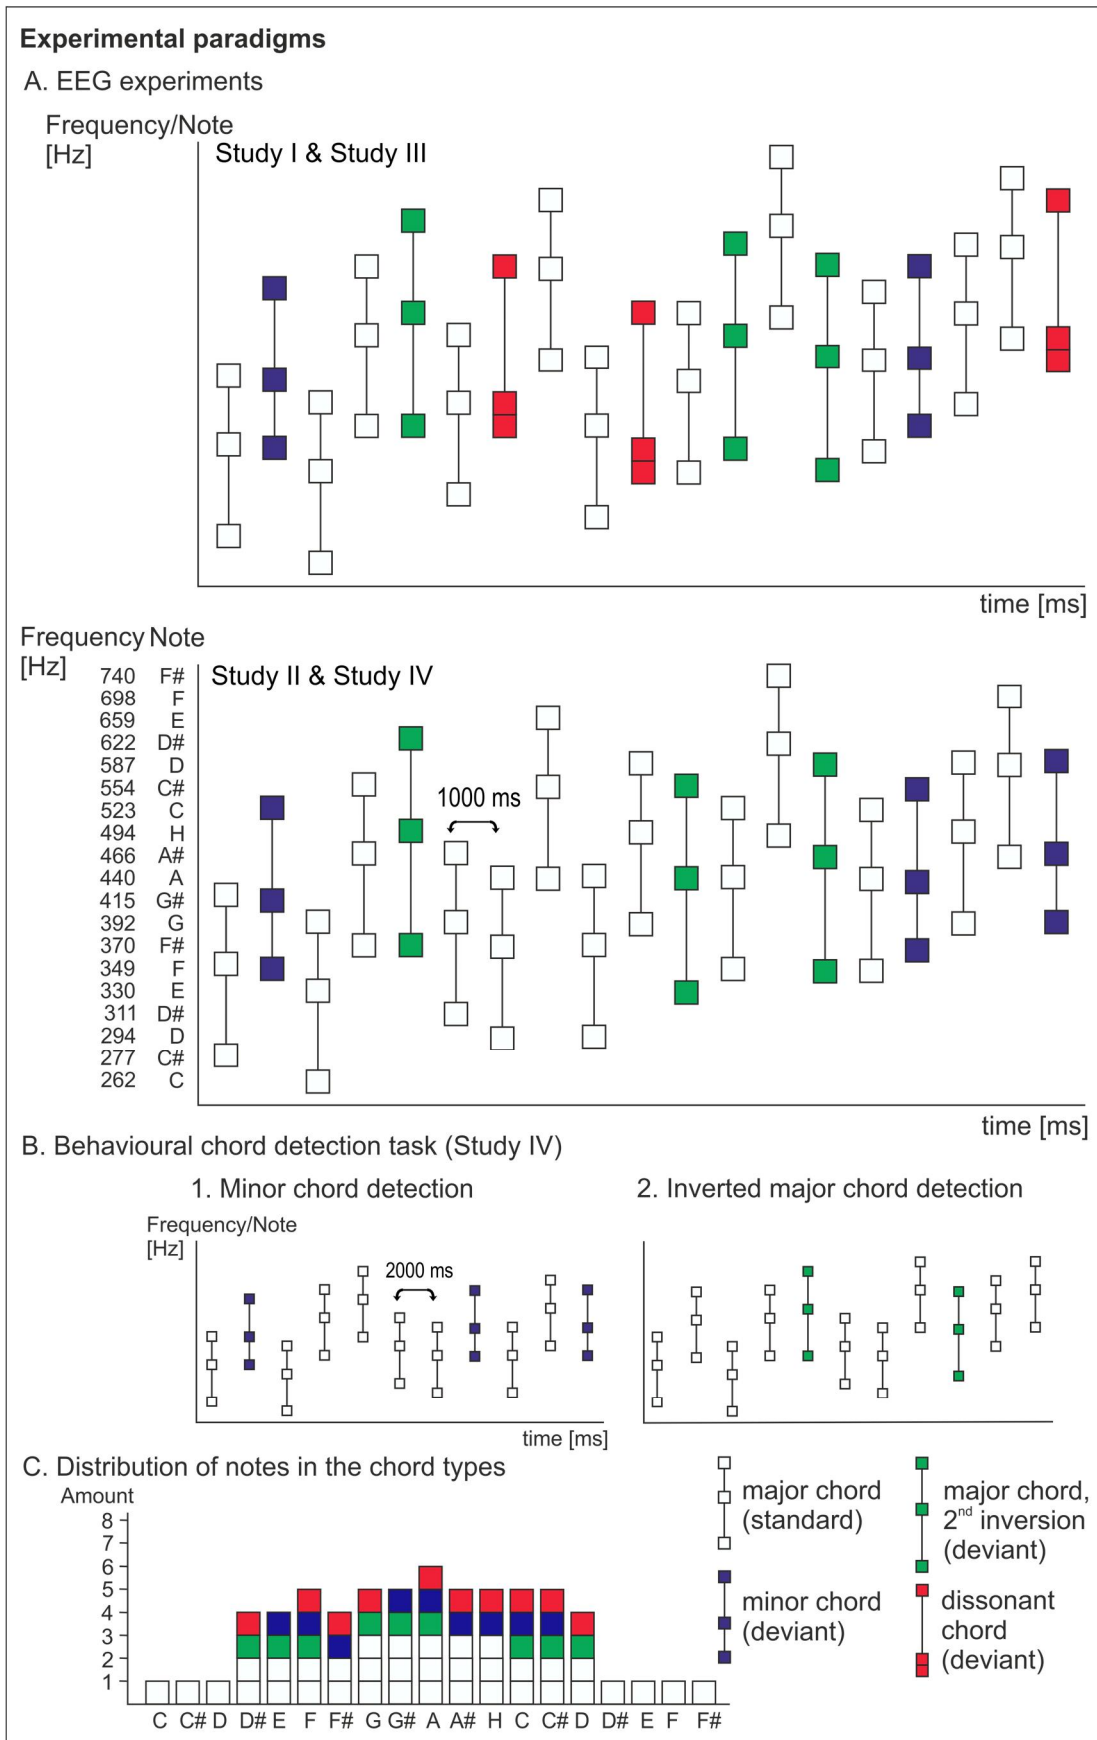 Experimental paradigms
A. EEG experiments
Frequency/Note
[Hz]
Study I & Study III
time [ms]
Frequency Note
[Hz]
Study II & Study IV
740 F#
698 F
659 E
622 D#
587 D
554 C#
523 C
494 H
466 A#
440 A
415 G#
392 G
370 F#
349 F
330 E
311 D#
294 D
277 C#
262 C
1000 ms
time [ms]
B. Behavioural chord detection task (Study IV)
1. Minor chord detection
2. Inverted major chord detection
Frequency/Note
[Hz]
2000 ms
time [ms]
C. Distribution of notes in the chord types
Amount
8
7
6
5
4
3
2
1
C C# D D# E F F# G G# A A# H C C# D D# E F F#
major chord
(standard)
minor chord
(deviant)
major chord,
2nd inversion
(deviant)
dissonant
chord
(deviant)